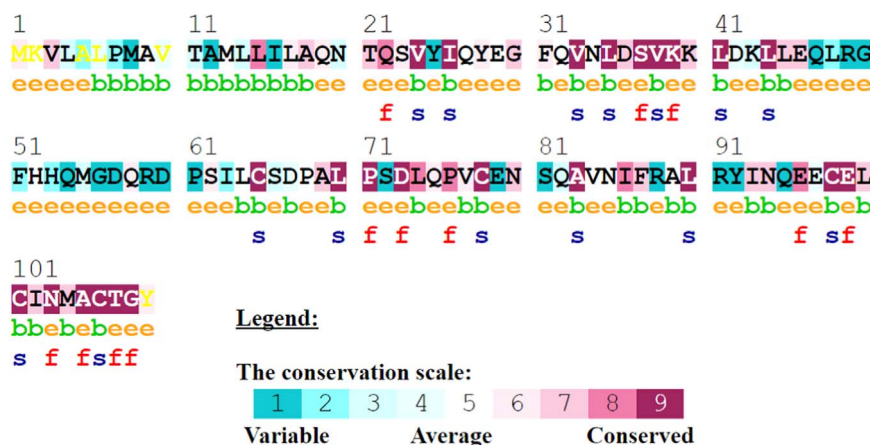 1 11 21 31 41
MKVLALPMAV TAMLLILAQN TQSVYIQYEG FQVNLDSVKK LDKLLEQLRG
eeeeebbbbb bbbbbbbbee eeebebeeee eebebeebee bebbeeeeee
f s s s s fsf s s
51 61 71 81 91
FHHQMGDQRD PSILCSDPAL PSDLQPVCEN SQAVNIFRAL RYINQEECEL
eeeeeeeeee eeebbebeeb eeebeebbee eebeebbebb eebbeeebeb
s s f f f s s s f sf
101
CINMACTGY
bbebebeee
s f fsff
Legend:
The conservation scale:
1 2 3 4 5 6 7 8 9
Variable Average Conserved